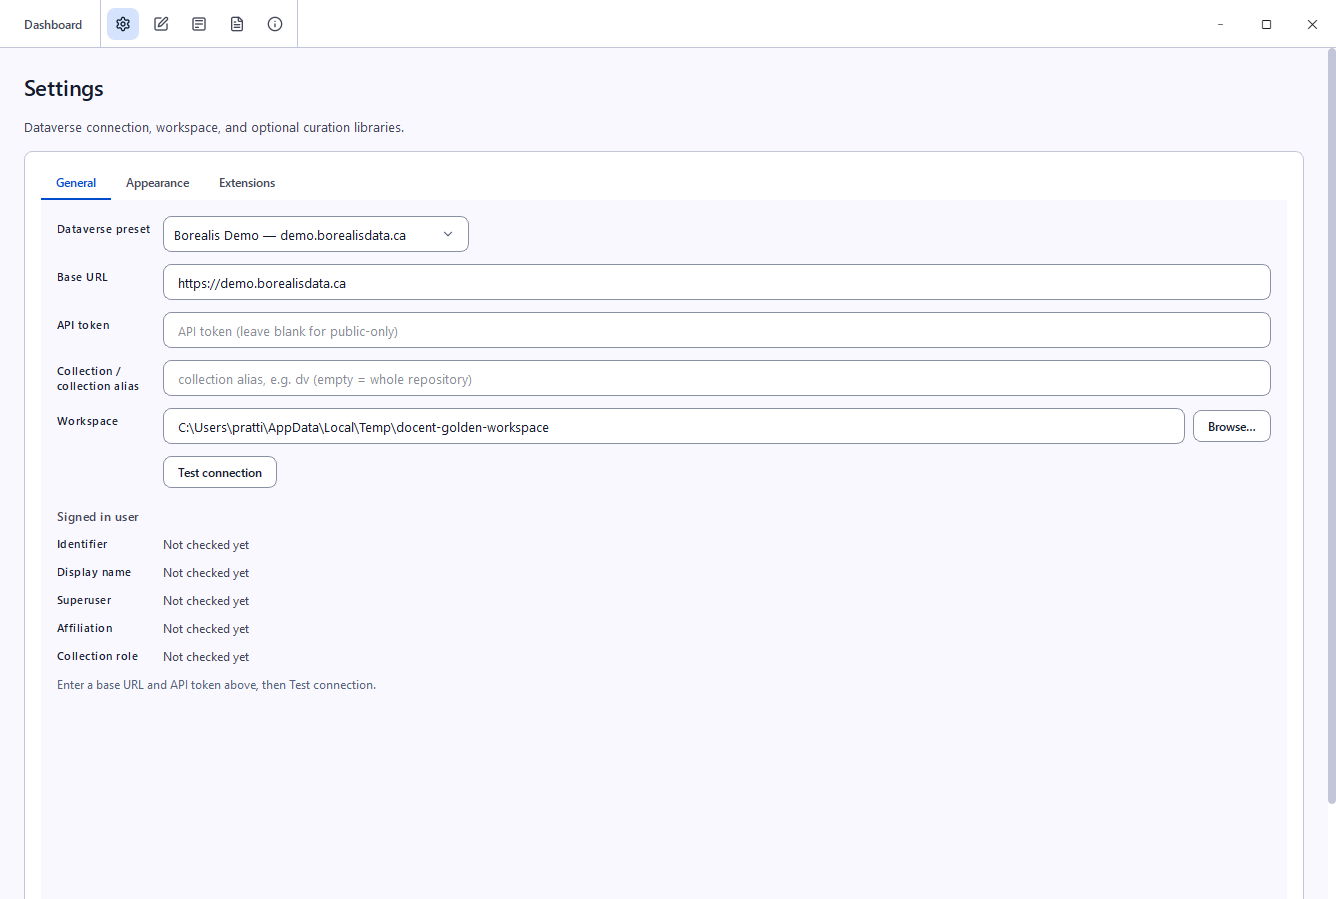 Dashboard
Settings
Dataverse connection, workspace, and optional curation libraries.
General Appearance Extensions
Dataverse preset Borealis Demo — demo.borealisdata.ca
Base URL https://demo.borealisdata.ca
API token API token (leave blank for public-only)
Collection /
collection alias collection alias, e.g. dv (empty = whole repository)
Workspace C:\Users\pratti\AppData\Local\Temp\docent-golden-workspace Browse...
Test connection
Signed in user
Identifier Not checked yet
Display name Not checked yet
Superuser Not checked yet
Affiliation Not checked yet
Collection role Not checked yet
Enter a base URL and API token above, then Test connection.